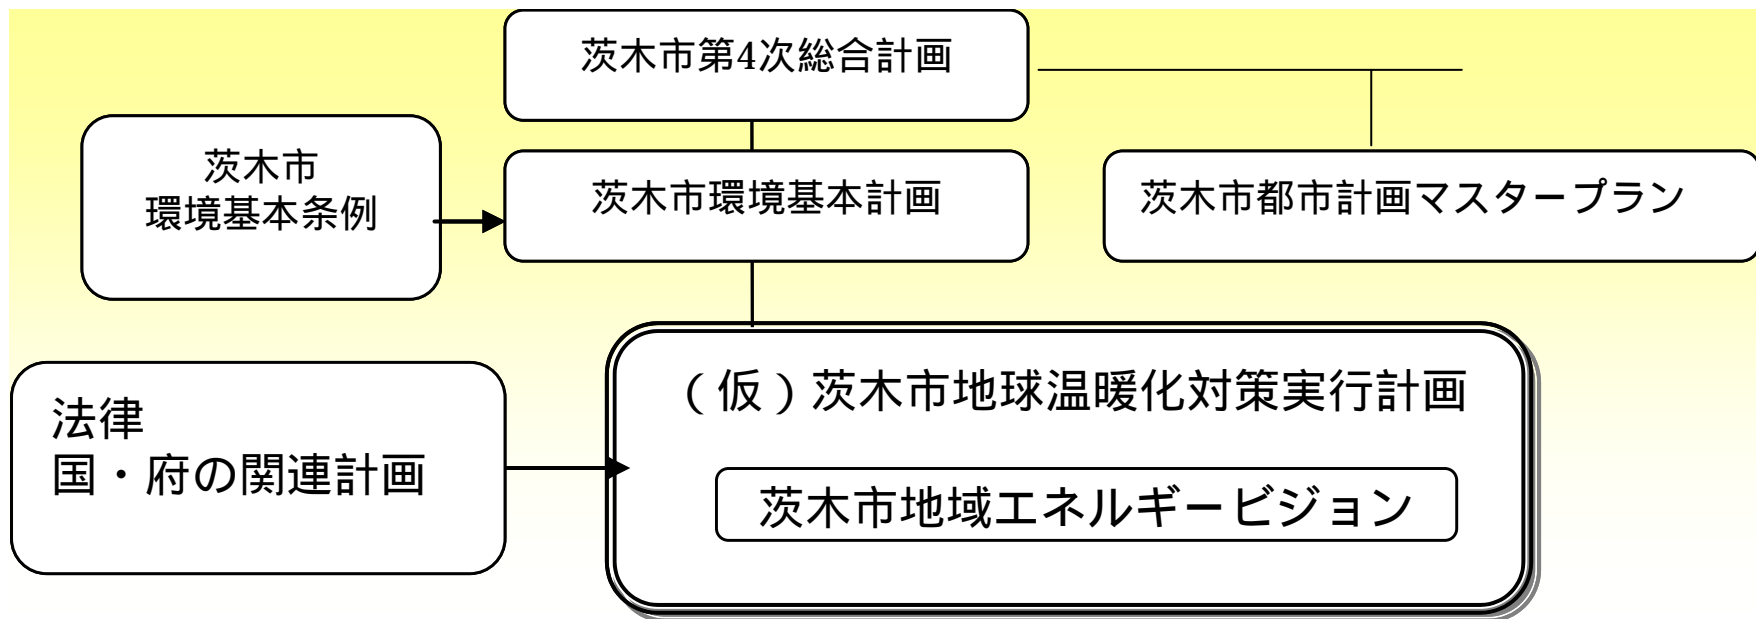 茨木市第4次総合計画
茨木市
環境基本条例
茨木市環境基本計画
茨木市都市計画マスタープラン
法律
国・府の関連計画
（仮）茨木市地球温暖化対策実行計画
茨木市地域エネルギービジョン